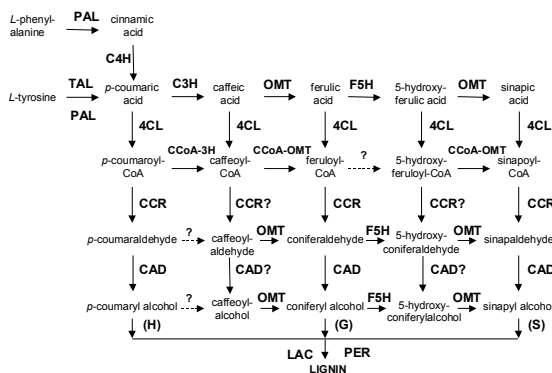 L-phenyl-
alanine
PAL
cinnamic
acid
C4H
L-tyrosine
TAL
PAL
p-coumaric
acid
C3H
caffeic
acid
OMT
ferulic
acid
F5H
5-hydroxy-
ferulic acid
OMT
sinapic
acid
4CL
4CL
4CL
4CL
4CL
p-coumaroyl-
CoA
CCoA-3H
caffeoyl-
CoA
CCoA-OMT
feruloyl-
CoA
?
5-hydroxy-
feruloyl-CoA
CCoA-OMT
sinapoyl-
CoA
CCR
CCR?
CCR
CCR?
CCR
p-coumaraldehyde
?
caffeoyl-
aldehyde
OMT
coniferaldehyde
F5H
5-hydroxy-
coniferaldehyde
OMT
sinapaldehyde
CAD
CAD?
CAD
CAD?
CAD
p-coumaryl alcohol
?
caffeoyl-
alcohol
OMT
coniferyl alcohol
F5H
5-hydroxy-
coniferylalcohol
OMT
sinapyl alcohol
(H)
(G)
(S)
LAC
PER
LIGNIN